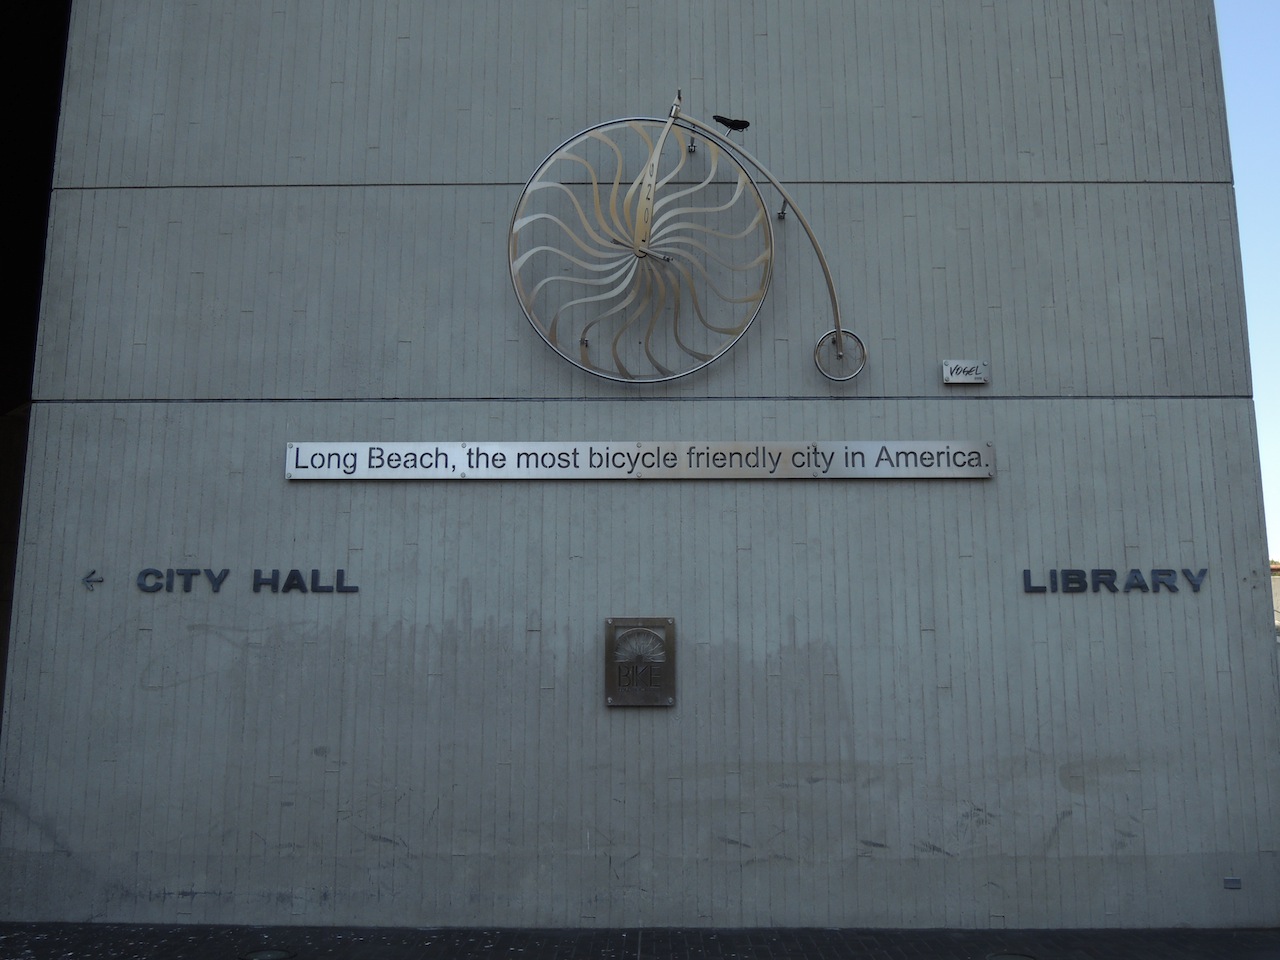 VOGEL
Long Beach, the most bicycle friendly city in America.
CITY HALL
LIBRARY
BIKE